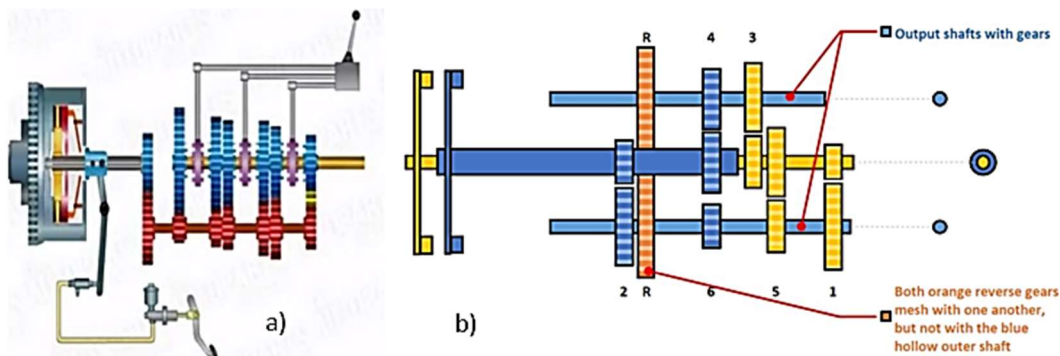 R 4 3
Output shafts with gears
a)
b)
2 R 6 5 1
Both orange reverse gears
mesh with one another,
but not with the blue
hollow outer shaft